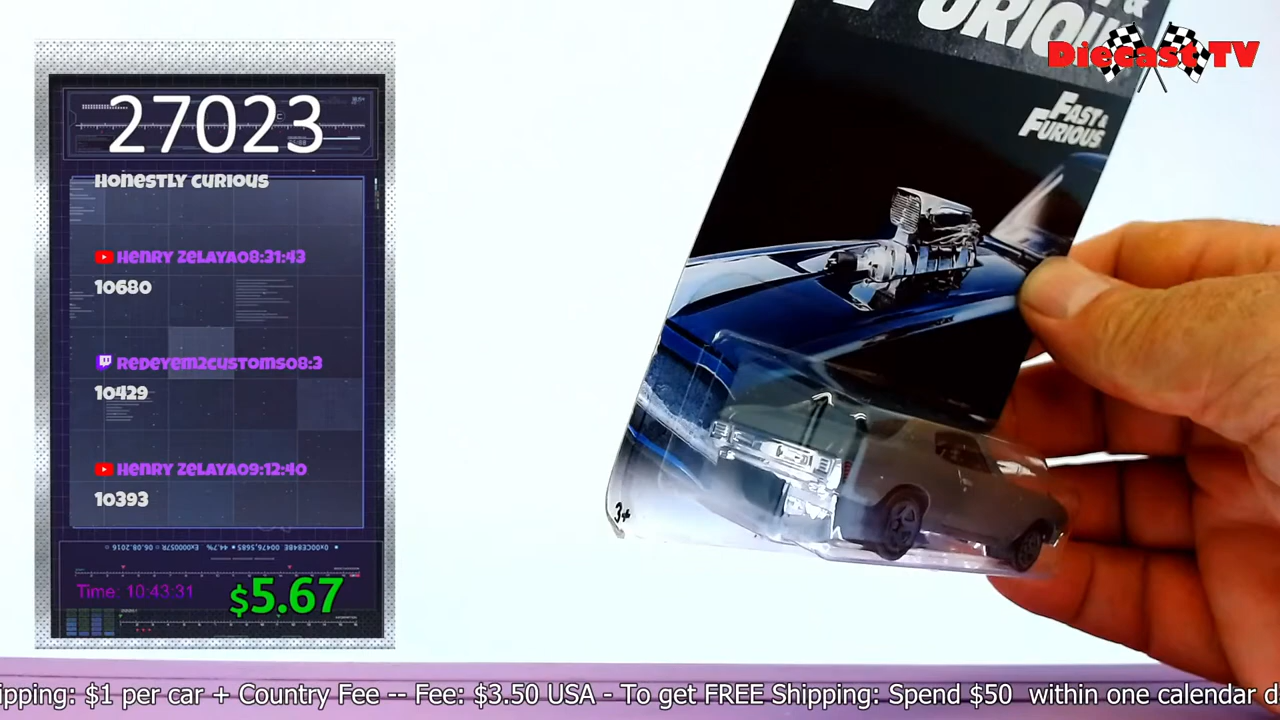 27023
Honestly Curious
Henry Zelaya08:31:43
10680
RedEyeM2Customs08:3
10429
Henry Zelaya09:12:40
10393
Time: 10:43:31
$5.67
FURIOUS
FAST &
FURIOUS
Diecast TV
3+
ipping: $1 per car + Country Fee -- Fee: $3.50 USA - To get FREE Shipping: Spend $50 within one calendar d